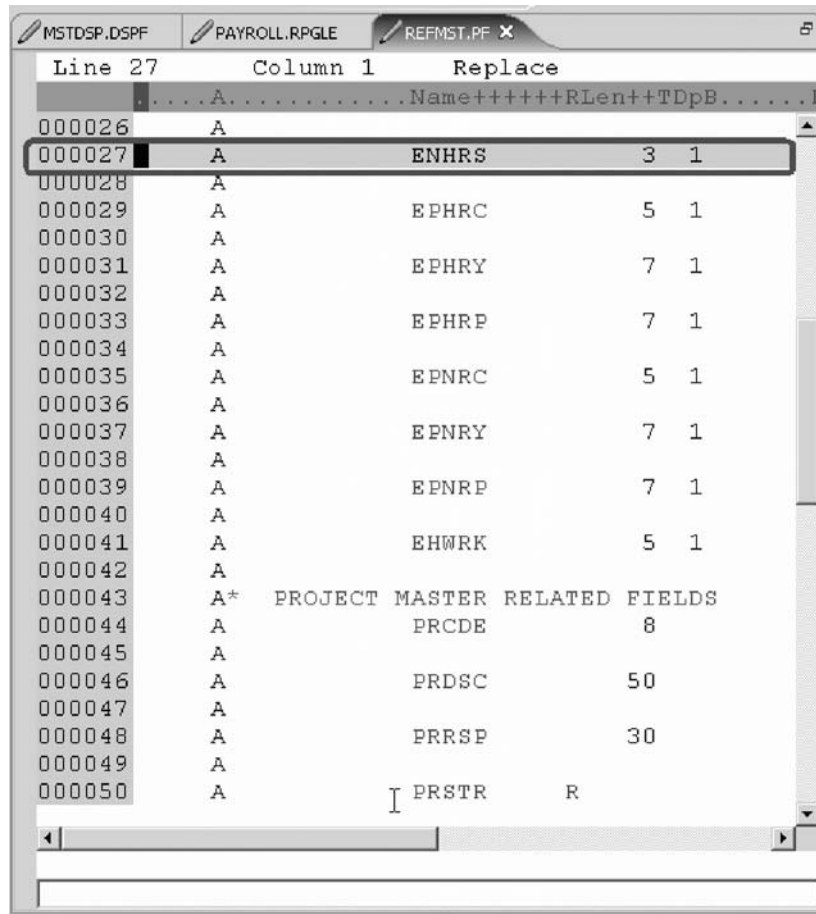 MSTDSP.DSPF PAYROLL.RPGLE REFMST.PF
Line 27 Column 1 Replace
.....A.............Name++++++RLen++TDpB......
000026 A
000027 A ENHRS 3 1
000028 A
000029 A EPHRC 5 1
000030 A
000031 A EPHRY 7 1
000032 A
000033 A EPHRP 7 1
000034 A
000035 A EPNRC 5 1
000036 A
000037 A EPNRY 7 1
000038 A
000039 A EPNRP 7 1
000040 A
000041 A EHWRK 5 1
000042 A
000043 A* PROJECT MASTER RELATED FIELDS
000044 A PRCDE 8
000045 A
000046 A PRDSC 50
000047 A
000048 A PRRSP 30
000049 A
000050 A PRSTR R